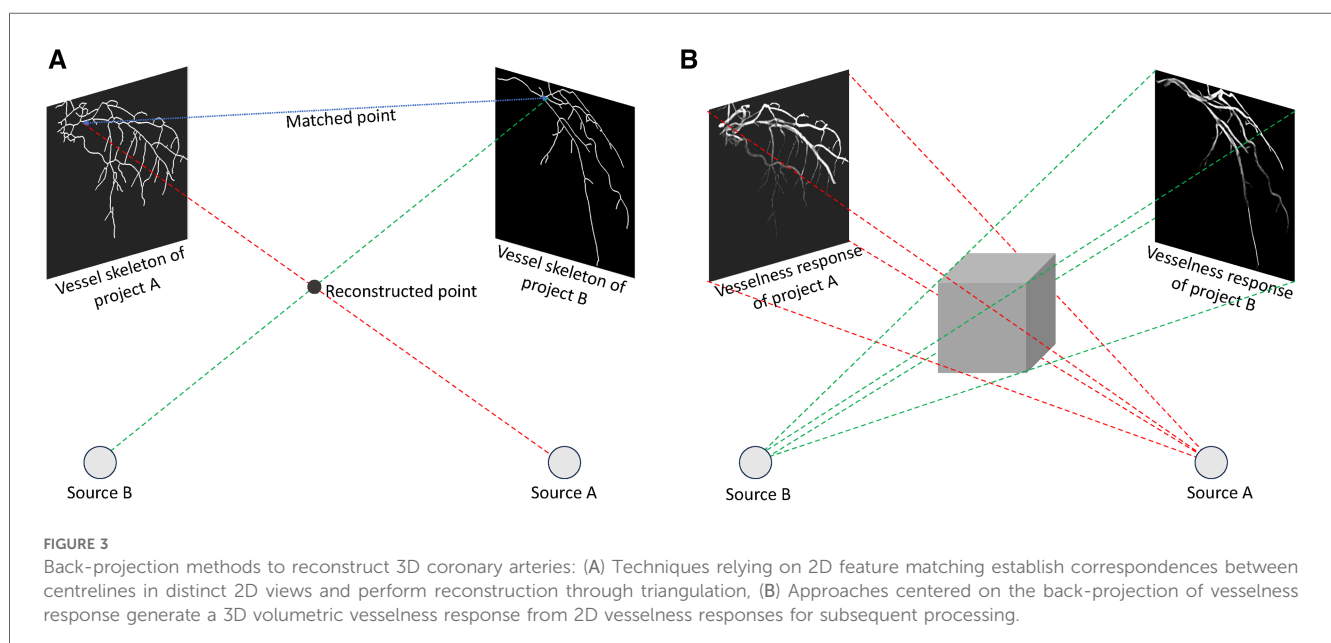 A
B
Matched point
Vessel skeleton of
project A
Vessel skeleton of
project B
Reconstructed point
Source B
Source A
Vesselness response
of project A
Vesselness response
of project B
Source B
Source A
FIGURE 3
Back-projection methods to reconstruct 3D coronary arteries: (A) Techniques relying on 2D feature matching establish correspondences between
centrelines in distinct 2D views and perform reconstruction through triangulation, (B) Approaches centered on the back-projection of vesselness
response generate a 3D volumetric vesselness response from 2D vesselness responses for subsequent processing.